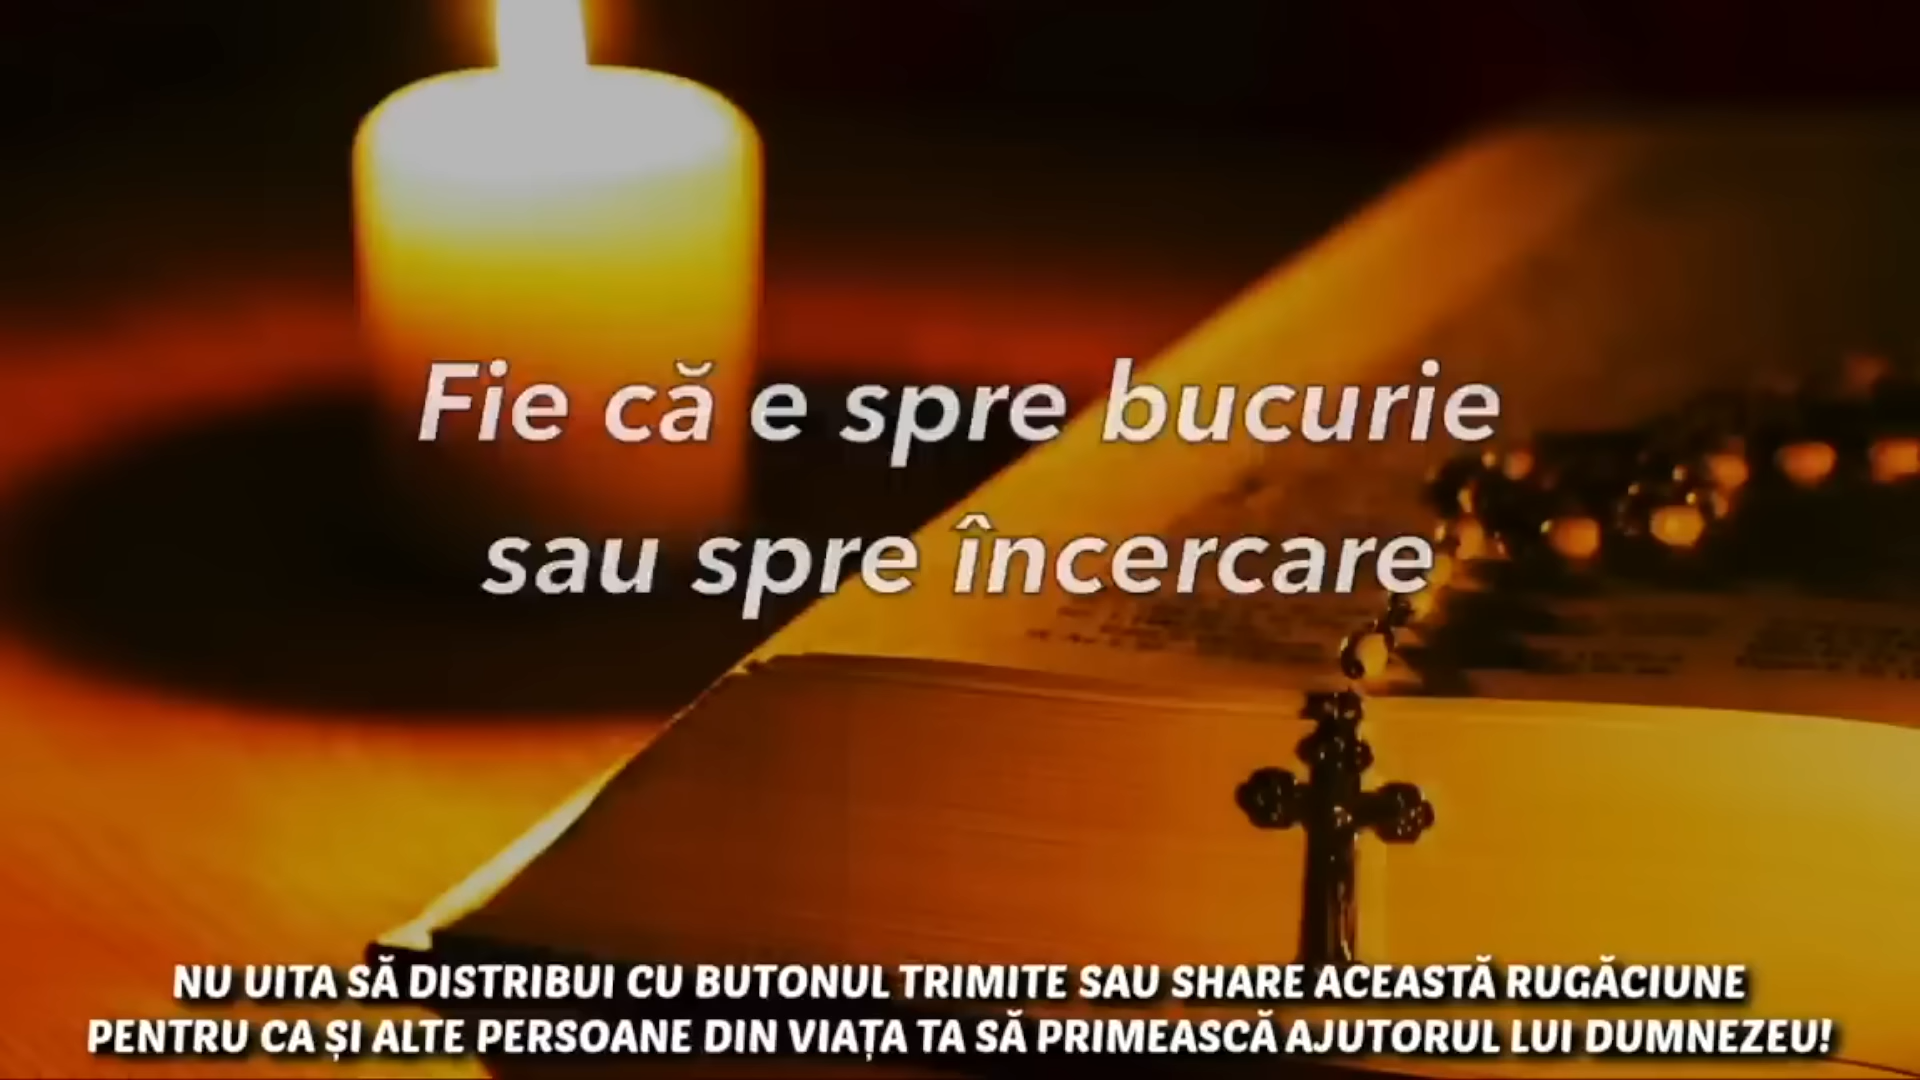 Fie că e spre bucurie
sau spre încercare
NU UITA SĂ DISTRIBUI CU BUTONUL TRIMITE SAU SHARE ACEASTĂ RUGĂCIUNE
PENTRU CA ȘI ALTE PERSOANE DIN VIAȚA TA SĂ PRIMEASCĂ AJUTORUL LUI DUMNEZEU!